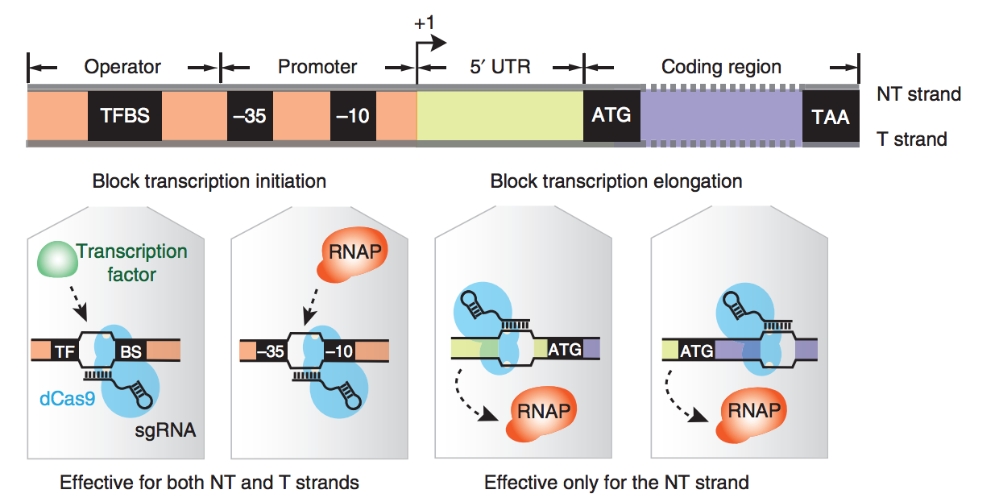 +1
Operator Promoter 5′ UTR Coding region
TFBS –35 –10 ATG TAA
NT strand
T strand
Block transcription initiation Block transcription elongation
Transcription
factor
RNAP
TF BS
dCas9
sgRNA
–35 –10
ATG
RNAP
ATG
RNAP
Effective for both NT and T strands Effective only for the NT strand